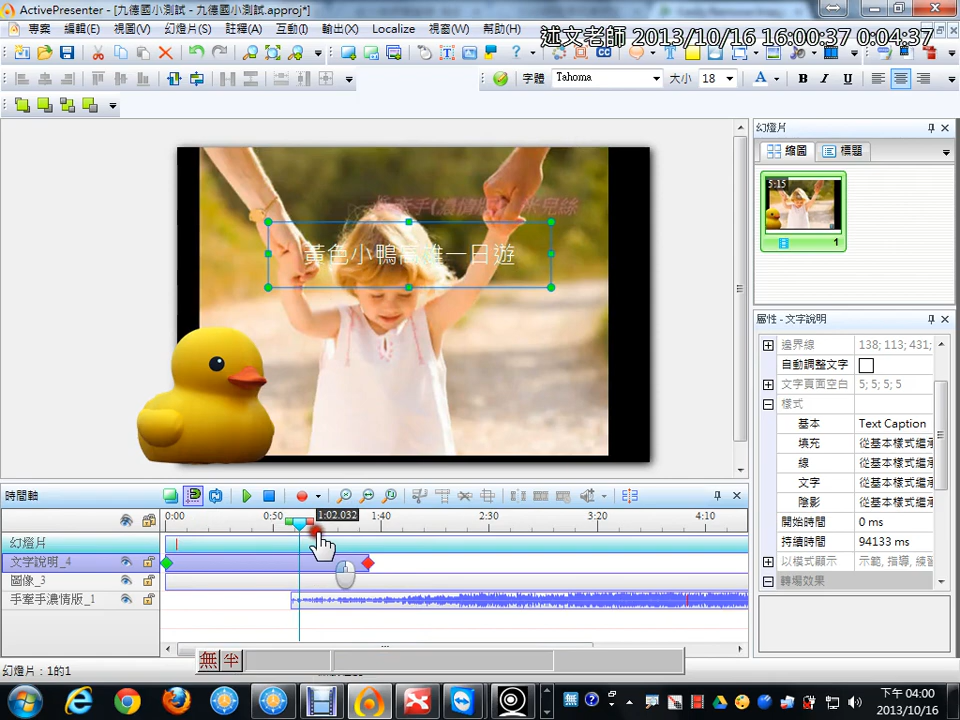 ActivePresenter - [九德國小測試 - 九德國小測試.approj*]
專案 編輯(E) 視圖(V) 幻燈片(S) 註釋(A) 互動(I) 輸出(X) Localize 視窗(W) 幫助(H)
述文老師 2013/10/16 16:00:37 0:04:37
字體 Tahoma 大小 18 A B I U
幻燈片
縮圖 標題
5:15
1
黃色小鴨高雄一日遊
屬性 - 文字說明
邊界線 138; 113; 431;
自動調整文字
文字頁面空白 5; 5; 5; 5
樣式
基本 Text Caption
填充 從基本樣式繼承
線 從基本樣式繼承
文字 從基本樣式繼承
陰影 從基本樣式繼承
開始時間 0 ms
持續時間 94133 ms
以模式顯示 示範, 指導, 練習
轉場效果
時間軸
0:00 0:50 1:02.032 1:40 2:30 3:20 4:10
幻燈片
文字說明_4
圖像_3
手牽手濃情版_1
無 半
幻燈片：1的1
無
下午 04:00
2013/10/16